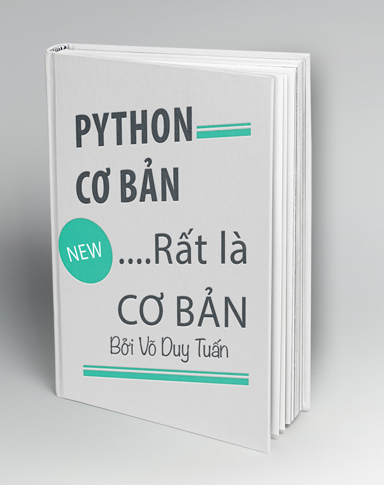 PYTHON
CƠ BẢN
NEW
....Rất là
CƠ BẢN
Bởi Võ Duy Tuấn